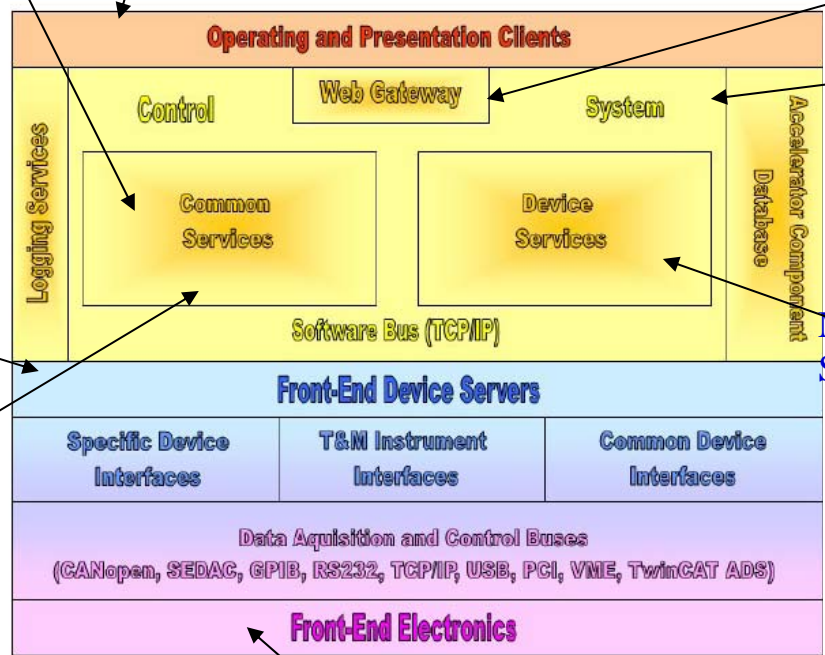 Operating and Presentation Clients
Web Gateway
Control
System
Logging Services
Common
Services
Device
Services
Accelerator Component
Database
Software Bus (TCP/IP)
Front-End Device Servers
Specific Device
Interfaces
T&M Instrument
Interfaces
Common Device
Interfaces
Data Aquisition and Control Buses
(CANopen, SEDAC, GPIB, RS232, TCP/IP, USB, PCI, VME, TwinCAT ADS)
Front-End Electronics